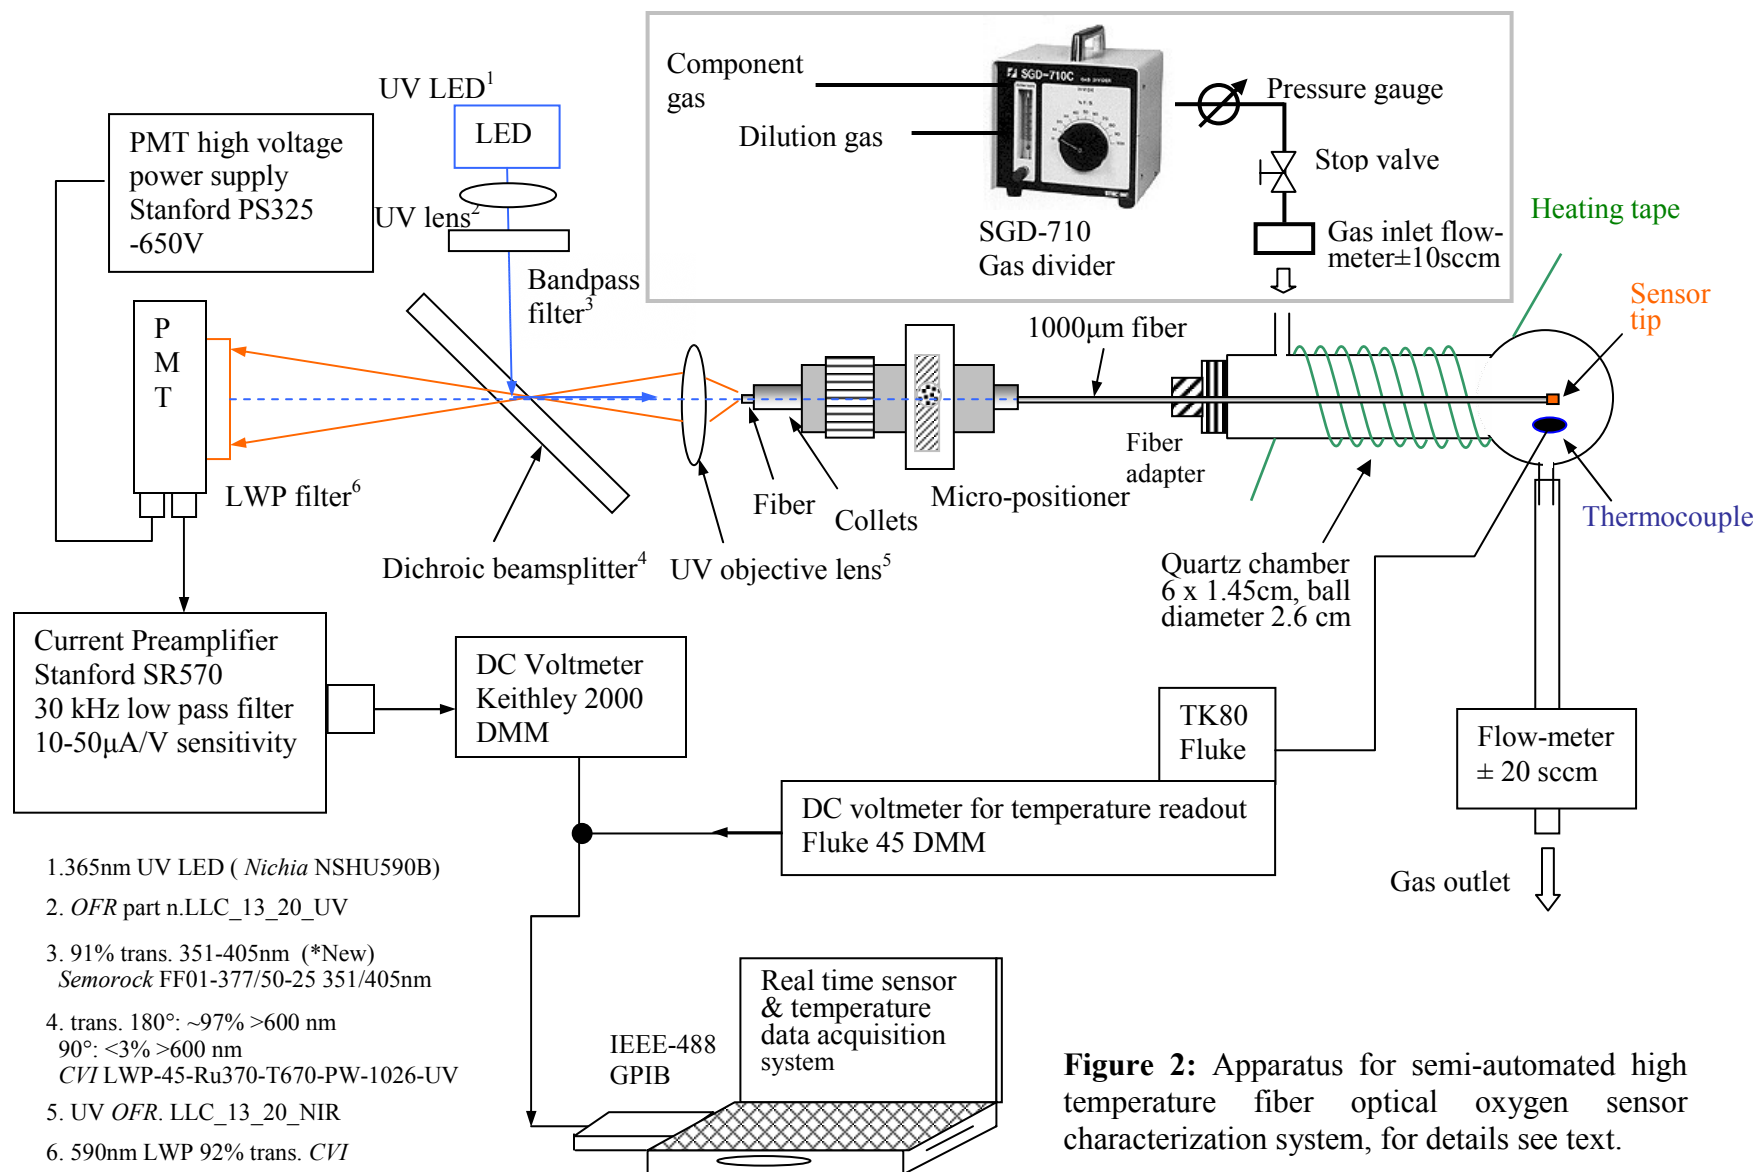 UV LED1
LED
UV lens2
Bandpass
filter3
PMT high voltage
power supply
Stanford PS325
-650V
P
M
T
LWP filter6
Dichroic beamsplitter4
UV objective lens5
Fiber
Collets
Micro-positioner
1000μm fiber
Fiber
adapter
Component
gas
Dilution gas
SGD-710C
GAS DIVIDER
SGD-710
Gas divider
Pressure gauge
Stop valve
Gas inlet flow-
meter±10sccm
Heating tape
Sensor
tip
Thermocouple
Quartz chamber
6 x 1.45cm, ball
diameter 2.6 cm
Current Preamplifier
Stanford SR570
30 kHz low pass filter
10-50μA/V sensitivity
DC Voltmeter
Keithley 2000
DMM
TK80
Fluke
DC voltmeter for temperature readout
Fluke 45 DMM
Flow-meter
± 20 sccm
Gas outlet
1.365nm UV LED ( Nichia NSHU590B)
2. OFR part n.LLC_13_20_UV
3. 91% trans. 351-405nm (*New)
Semorock FF01-377/50-25 351/405nm
4. trans. 180°: ~97% >600 nm
90°: <3% >600 nm
CVI LWP-45-Ru370-T670-PW-1026-UV
5. UV OFR. LLC_13_20_NIR
6. 590nm LWP 92% trans. CVI
IEEE-488
GPIB
Real time sensor
& temperature
data acquisition
system
Figure 2: Apparatus for semi-automated high
temperature fiber optical oxygen sensor
characterization system, for details see text.